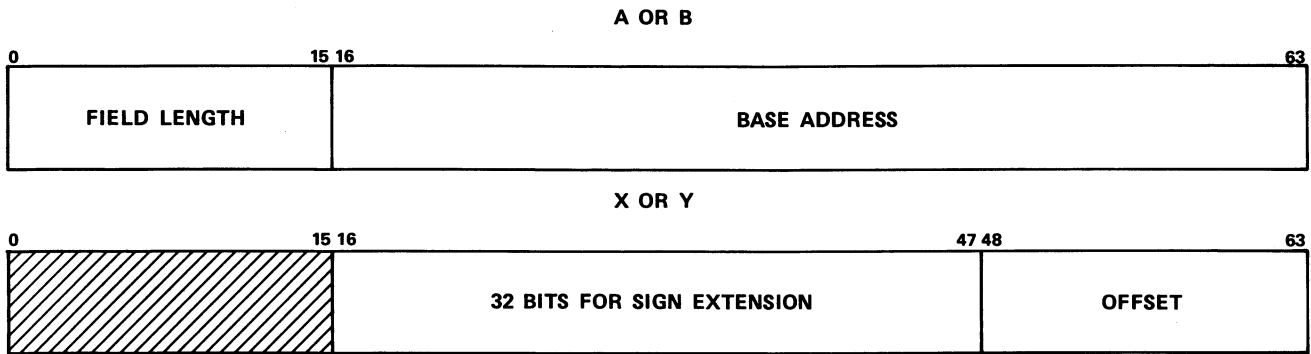 A OR B
0 15 16 63
FIELD LENGTH BASE ADDRESS
X OR Y
0 15 16 47 48 63
32 BITS FOR SIGN EXTENSION OFFSET